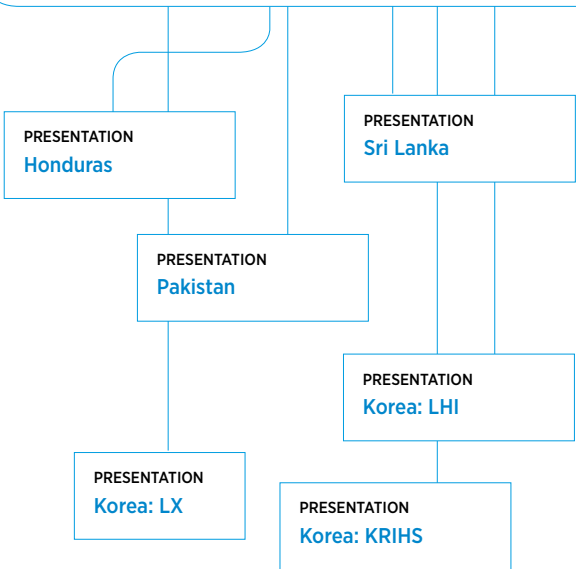 PRESENTATION
Honduras
PRESENTATION
Sri Lanka
PRESENTATION
Pakistan
PRESENTATION
Korea: LHI
PRESENTATION
Korea: LX
PRESENTATION
Korea: KRIHS